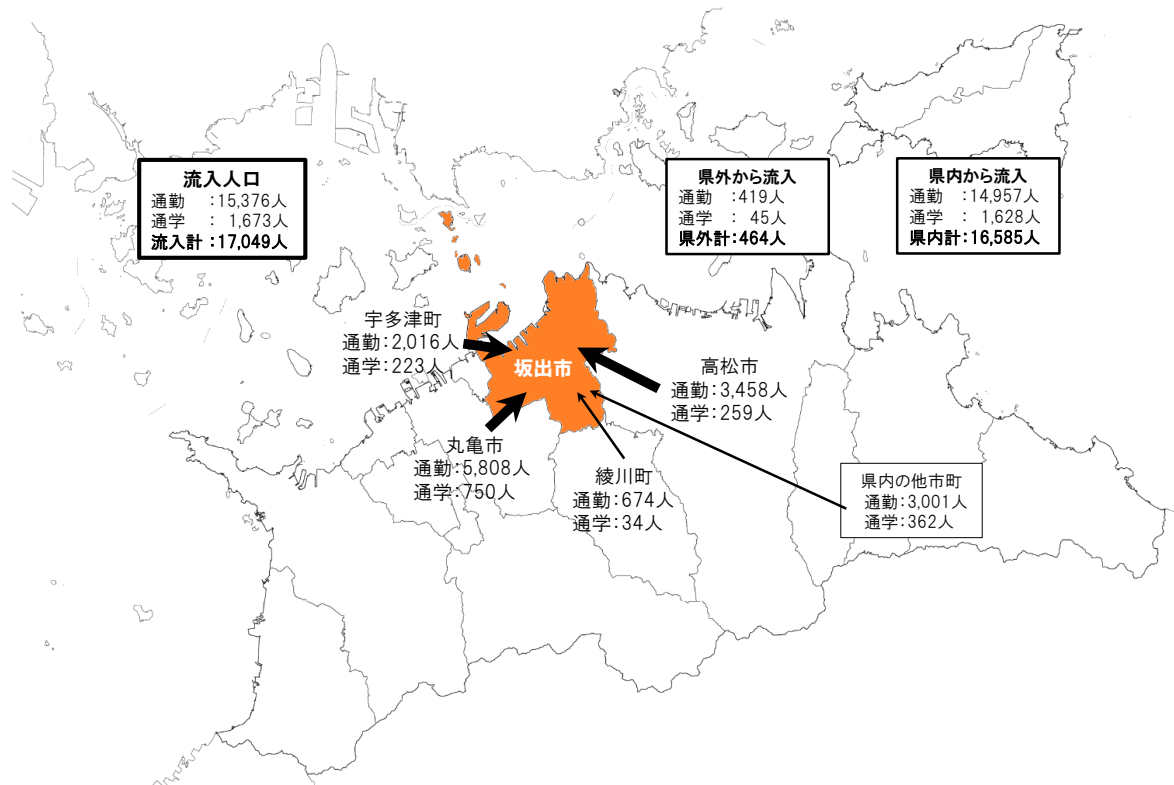 流入人口
通勤　:15,376人
通学　: 1,673人
流入計:17,049人
県外から流入
通勤　:419人
通学　: 45人
県外計:464人
県内から流入
通勤　:14,957人
通学　: 1,628人
県内計:16,585人
宇多津町
通勤:2,016人
通学:223人
坂出市
高松市
通勤:3,458人
通学:259人
丸亀市
通勤:5,808人
通学:750人
綾川町
通勤:674人
通学:34人
県内の他市町
通勤:3,001人
通学:362人